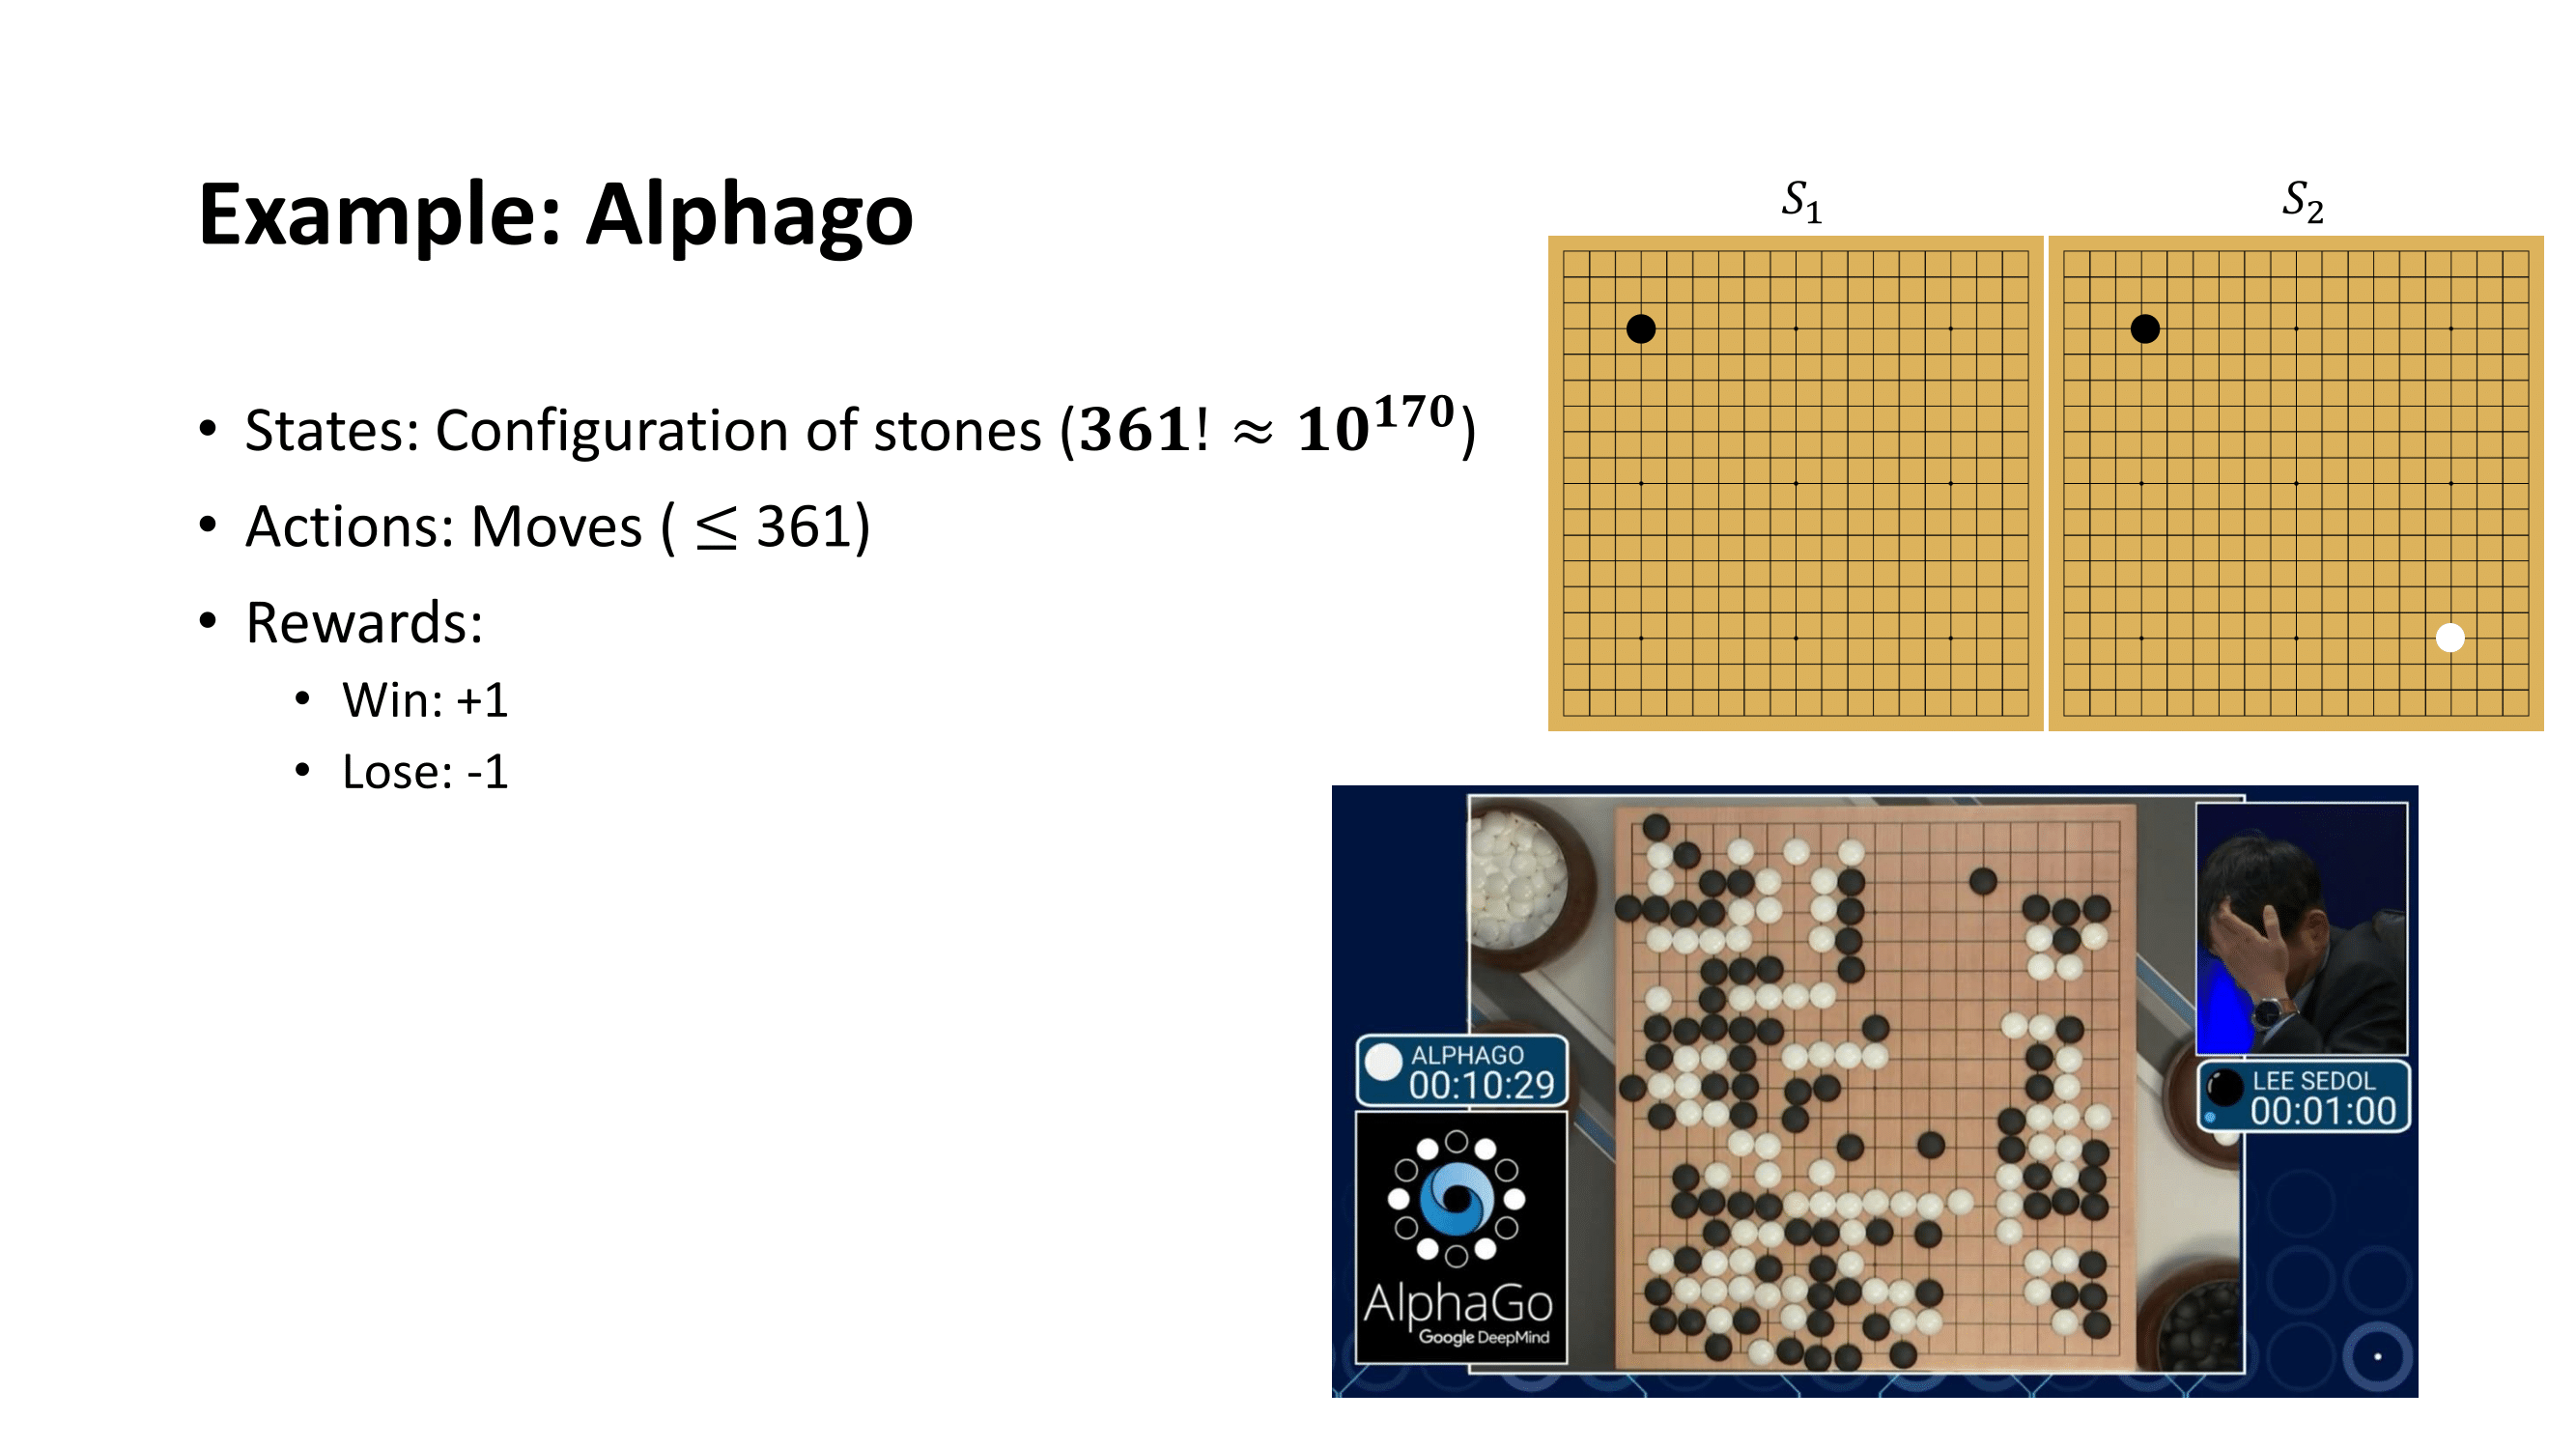 Example: Alphago
• States: Configuration of stones (𝟑𝟔𝟏! ≈ 𝟏𝟎^𝟏𝟕𝟎)
• Actions: Moves ( ≤ 361)
• Rewards:
• Win: +1
• Lose: -1
S₁
S₂
ALPHAGO
00:10:29
AlphaGo
Google DeepMind
LEE SEDOL
00:01:00